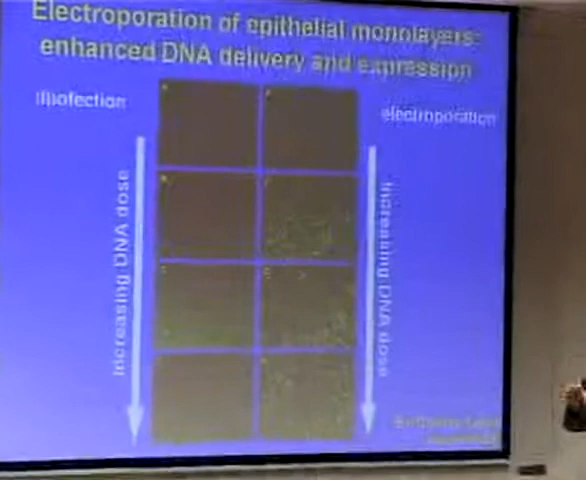 Electroporation of epithelial monolayers:
enhanced DNA delivery and expression
lipofection
electroporation
Increasing DNA dose
Increasing DNA dose